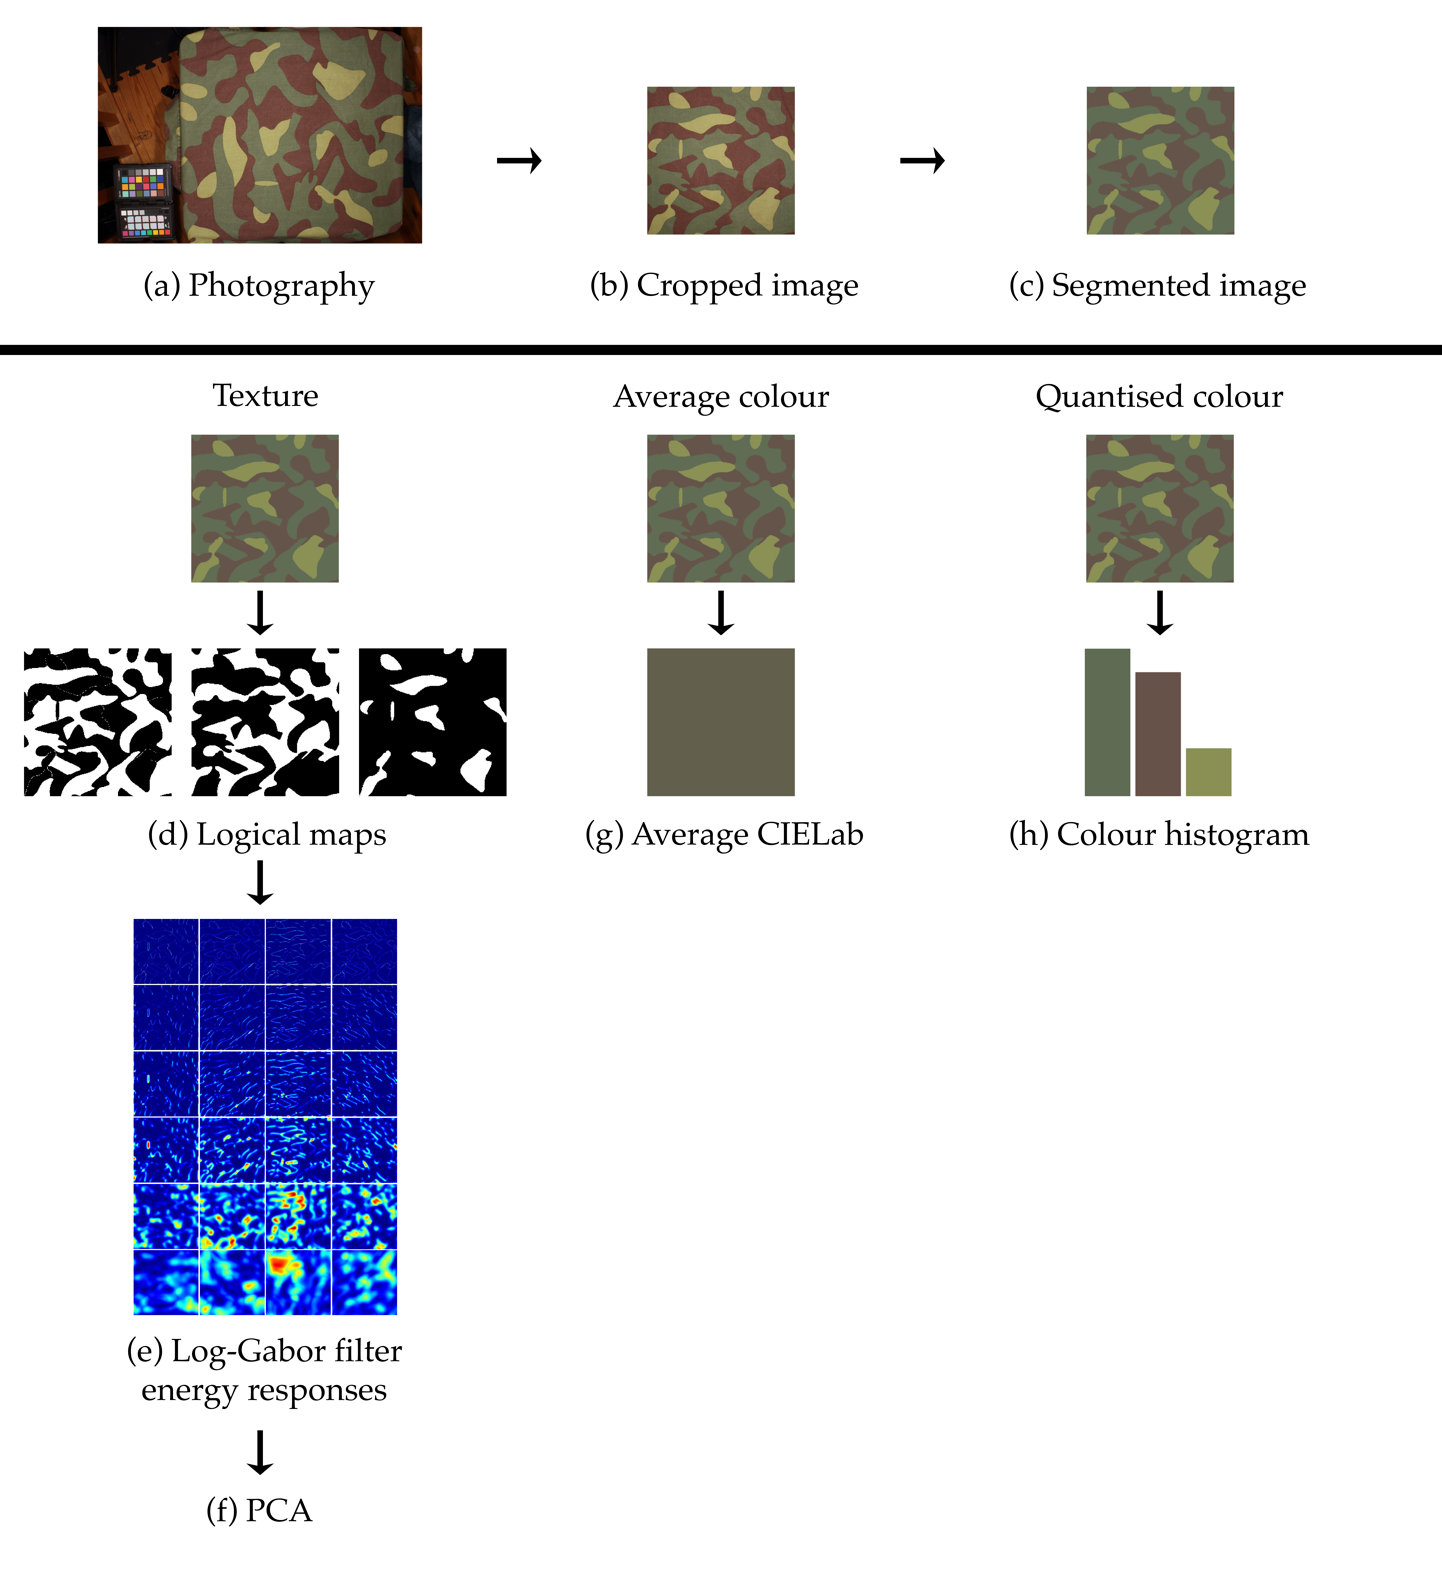 (a) Photography
(b) Cropped image
(c) Segmented image
Texture
Average colour
Quantised colour
(d) Logical maps
(g) Average CIELab
(h) Colour histogram
(e) Log-Gabor filter
energy responses
(f) PCA